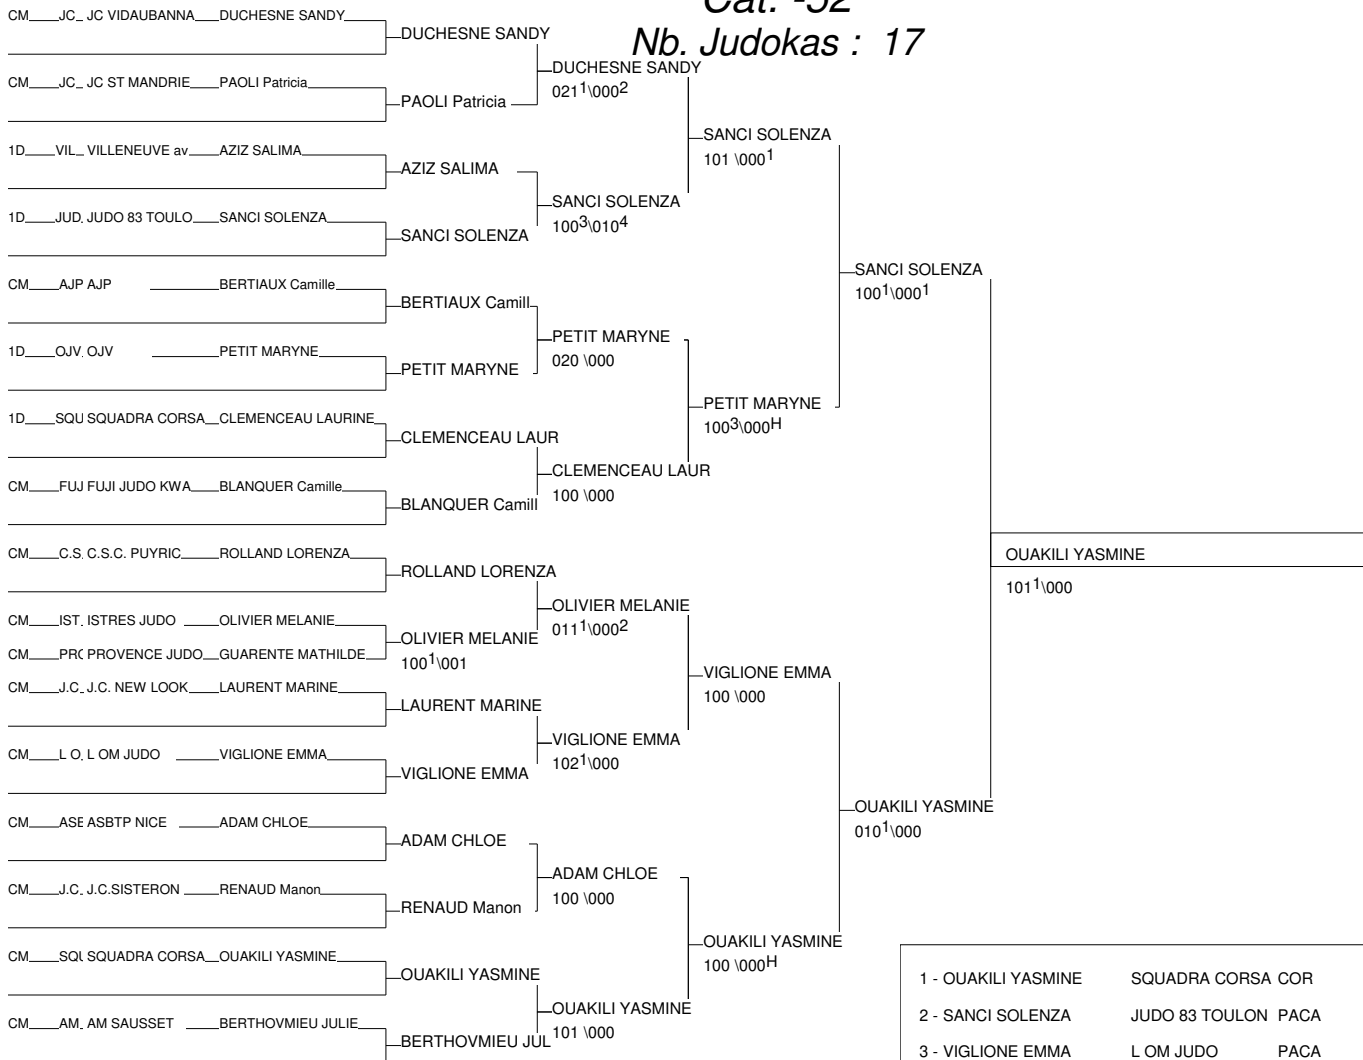 Cat. -52
Nb. Judokas : 17
CM JC_ JC VIDAUBANNA DUCHESNE SANDY
CM JC_ JC ST MANDRIE PAOLI Patricia
1D VIL_ VILLENEUVE av AZIZ SALIMA
1D JUD. JUDO 83 TOULO SANCI SOLENZA
CM AJP AJP BERTIAUX Camille
1D OJV. OJV PETIT MARYNE
1D SQU SQUADRA CORSA CLEMENCEAU LAURINE
CM FUJ FUJI JUDO KWA BLANQUER Camille
CM C.S. C.S.C. PUYRIC ROLLAND LORENZA
CM IST. ISTRES JUDO OLIVIER MELANIE
CM PRC PROVENCE JUDO GUARENTE MATHILDE
CM J.C_ J.C. NEW LOOK LAURENT MARINE
CM L O. L OM JUDO VIGLIONE EMMA
CM ASB ASBTP NICE ADAM CHLOE
CM J.C. J.C.SISTERON RENAUD Manon
CM SQU SQUADRA CORSA OUAKILI YASMINE
CM AM. AM SAUSSET BERTHOVMIEU JULIE
DUCHESNE SANDY
PAOLI Patricia
AZIZ SALIMA
SANCI SOLENZA
BERTIAUX Camill
PETIT MARYNE
CLEMENCEAU LAUR
BLANQUER Camill
ROLLAND LORENZA
OLIVIER MELANIE
100¹\001
LAURENT MARINE
VIGLIONE EMMA
ADAM CHLOE
RENAUD Manon
OUAKILI YASMINE
BERTHOVMIEU JUL
DUCHESNE SANDY
021¹\000²
SANCI SOLENZA
100³\010⁴
PETIT MARYNE
020 \000
CLEMENCEAU LAUR
100 \000
OLIVIER MELANIE
011¹\000²
VIGLIONE EMMA
102¹\000
ADAM CHLOE
100 \000
OUAKILI YASMINE
101 \000
SANCI SOLENZA
101 \000¹
PETIT MARYNE
100³\000ᴴ
VIGLIONE EMMA
100 \000
OUAKILI YASMINE
100 \000ᴴ
SANCI SOLENZA
100¹\000¹
OUAKILI YASMINE
010¹\000
OUAKILI YASMINE
101¹\000
1 - OUAKILI YASMINE SQUADRA CORSA COR
2 - SANCI SOLENZA JUDO 83 TOULON PACA
3 - VIGLIONE EMMA L OM JUDO PACA